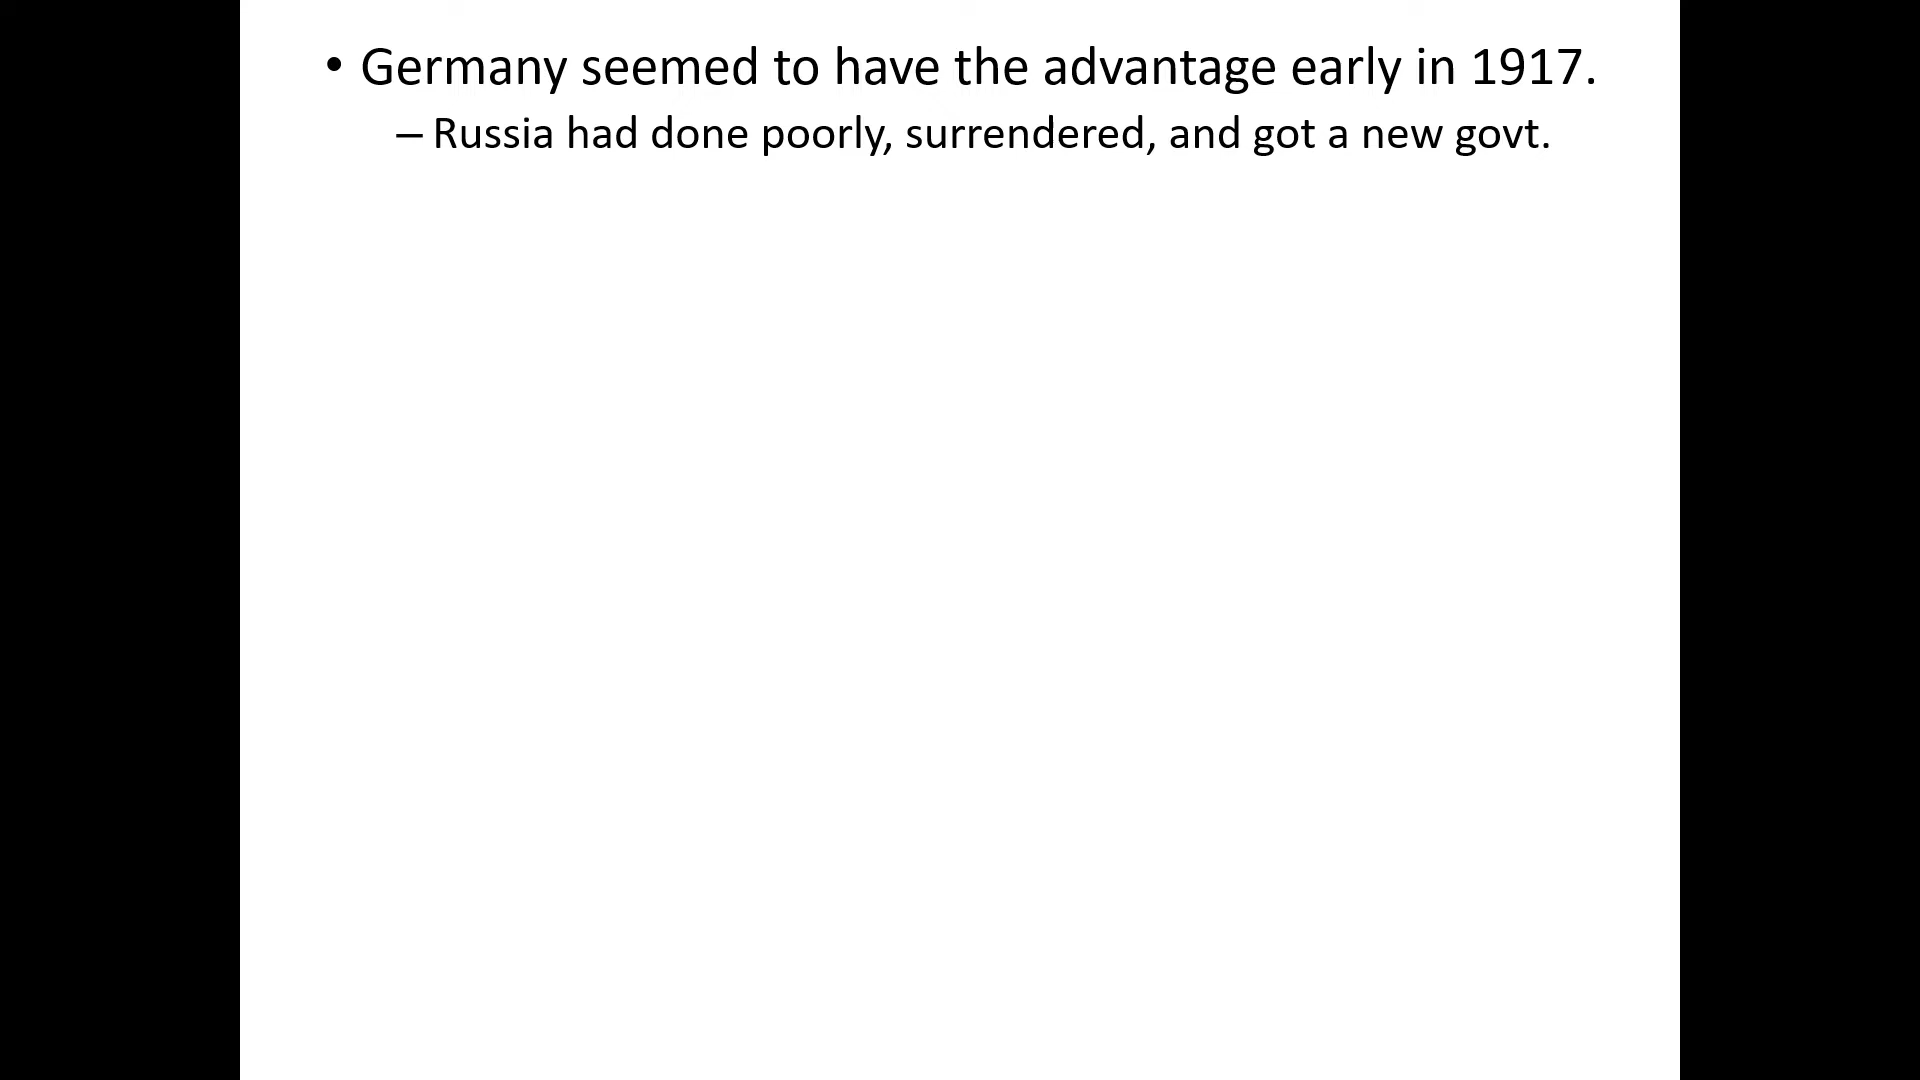 • Germany seemed to have the advantage early in 1917.
– Russia had done poorly, surrendered, and got a new govt.